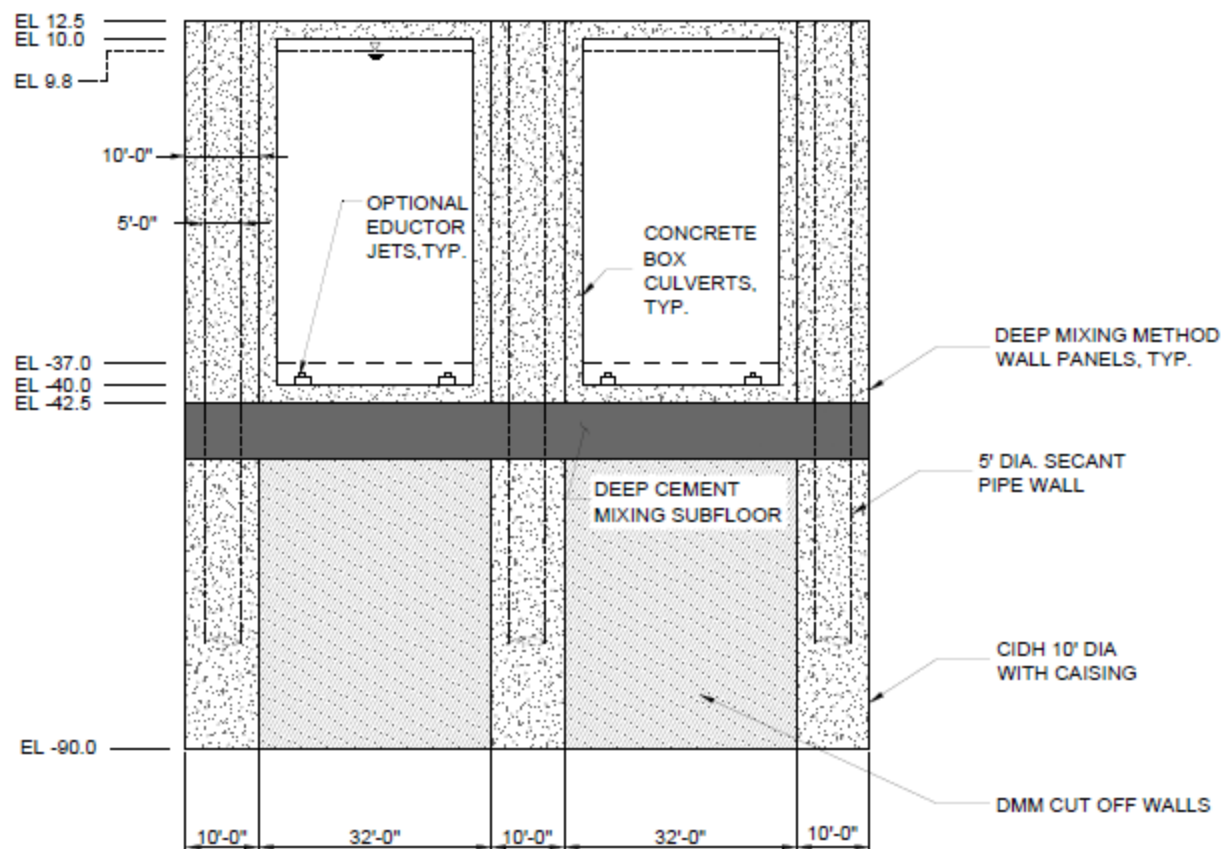 EL 12.5
EL 10.0
EL 9.8
10'-0"
5'-0"
OPTIONAL
EDUCTOR
JETS,TYP.
CONCRETE
BOX
CULVERTS,
TYP.
DEEP MIXING METHOD
WALL PANELS, TYP.
EL -37.0
EL -40.0
EL -42.5
5' DIA. SECANT
PIPE WALL
DEEP CEMENT
MIXING SUBFLOOR
CIDH 10' DIA
WITH CAISING
EL -90.0
DMM CUT OFF WALLS
10'-0"
32'-0"
10'-0"
32'-0"
10'-0"